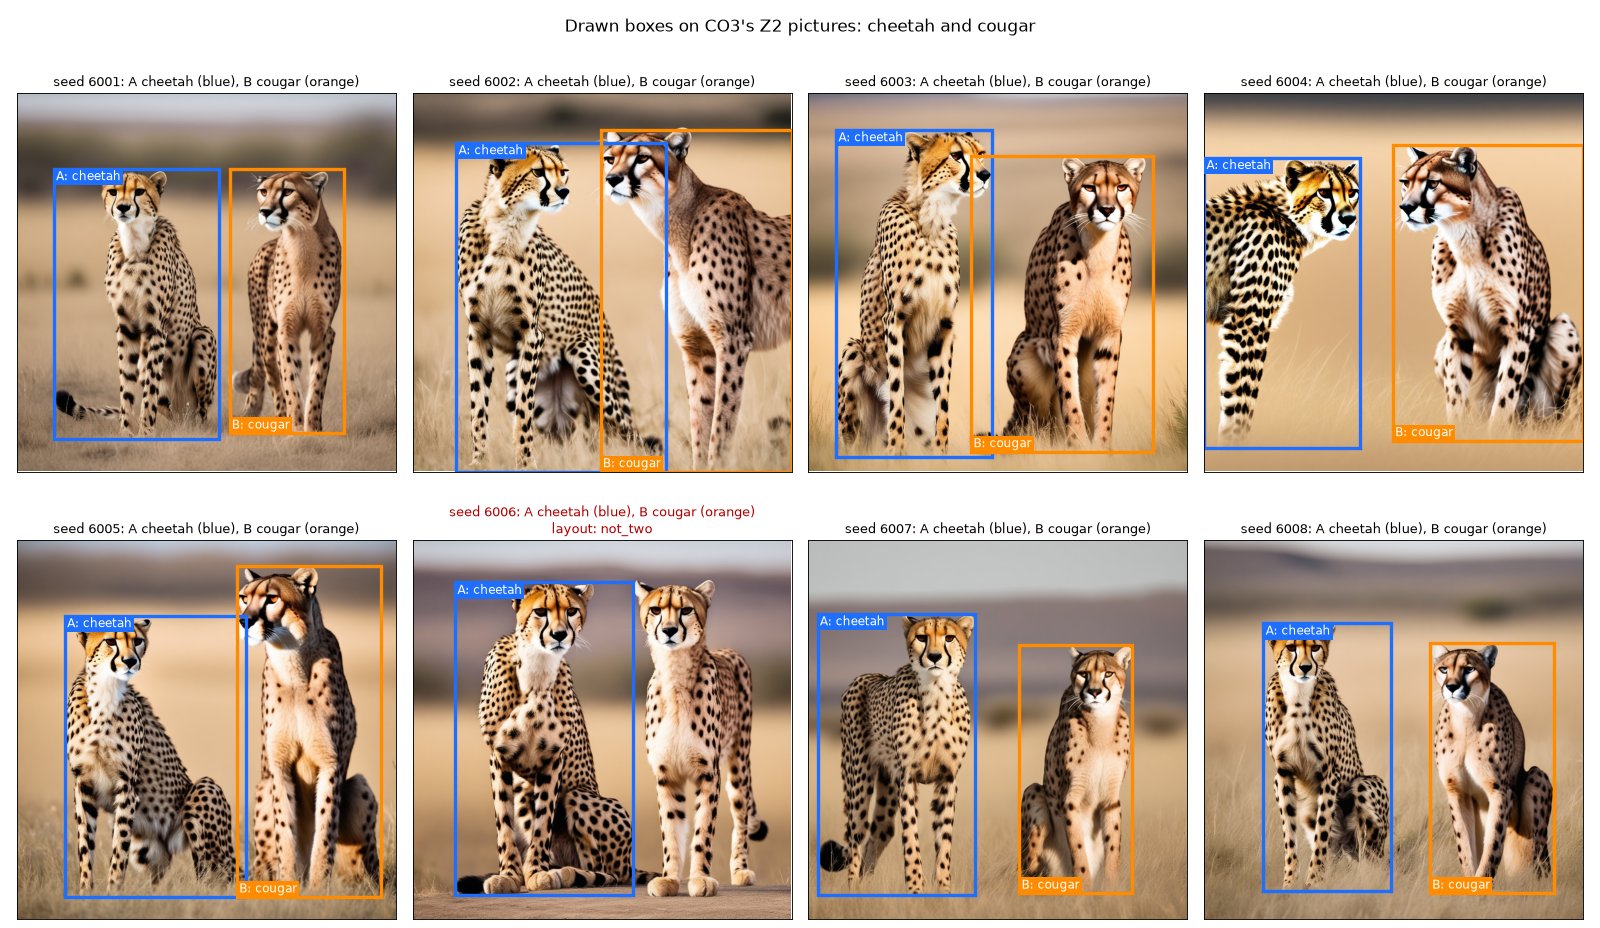 Drawn boxes on CO3's Z2 pictures: cheetah and cougar
seed 6001: A cheetah (blue), B cougar (orange)
seed 6002: A cheetah (blue), B cougar (orange)
seed 6003: A cheetah (blue), B cougar (orange)
seed 6004: A cheetah (blue), B cougar (orange)
A: cheetah
B: cougar
A: cheetah
B: cougar
A: cheetah
B: cougar
A: cheetah
B: cougar
seed 6005: A cheetah (blue), B cougar (orange)
seed 6006: A cheetah (blue), B cougar (orange)
layout: not_two
seed 6007: A cheetah (blue), B cougar (orange)
seed 6008: A cheetah (blue), B cougar (orange)
A: cheetah
B: cougar
A: cheetah
A: cheetah
B: cougar
A: cheetah
B: cougar